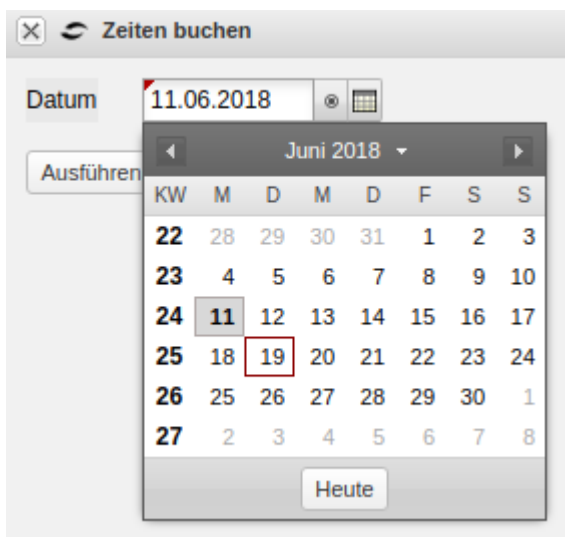 Zeiten buchen
Datum 11.06.2018
Ausführen
Juni 2018
KW M D M D F S S
22 28 29 30 31 1 2 3
23 4 5 6 7 8 9 10
24 11 12 13 14 15 16 17
25 18 19 20 21 22 23 24
26 25 26 27 28 29 30 1
27 2 3 4 5 6 7 8
Heute